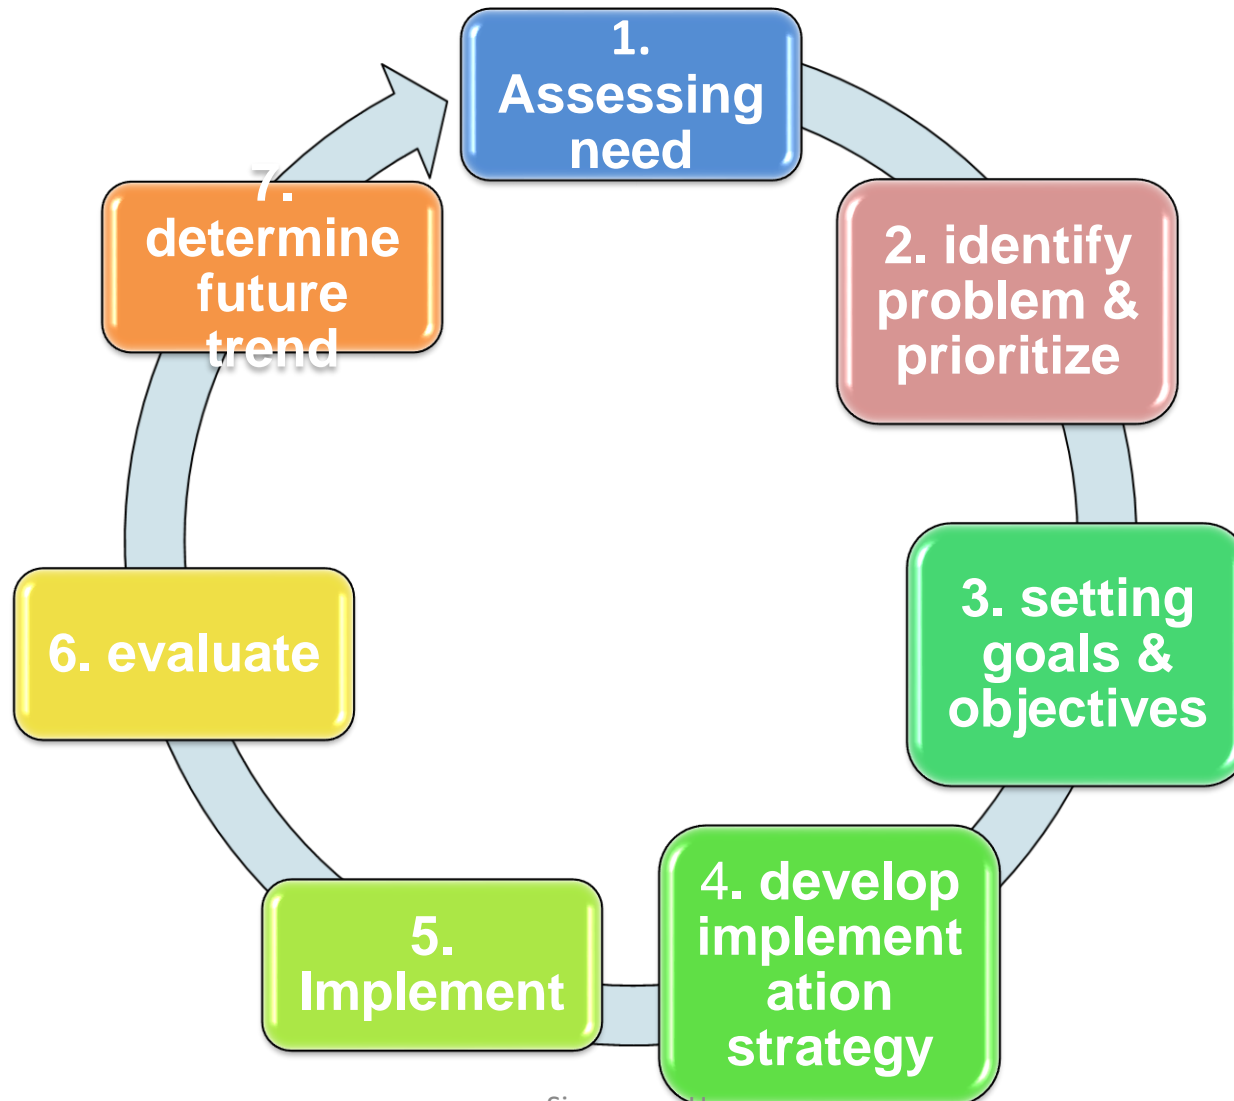 1.
Assessing
need
2. identify
problem &
prioritize
3. setting
goals &
objectives
4. develop
implement
ation
strategy
5.
Implement
6. evaluate
7.
determine
future
trend